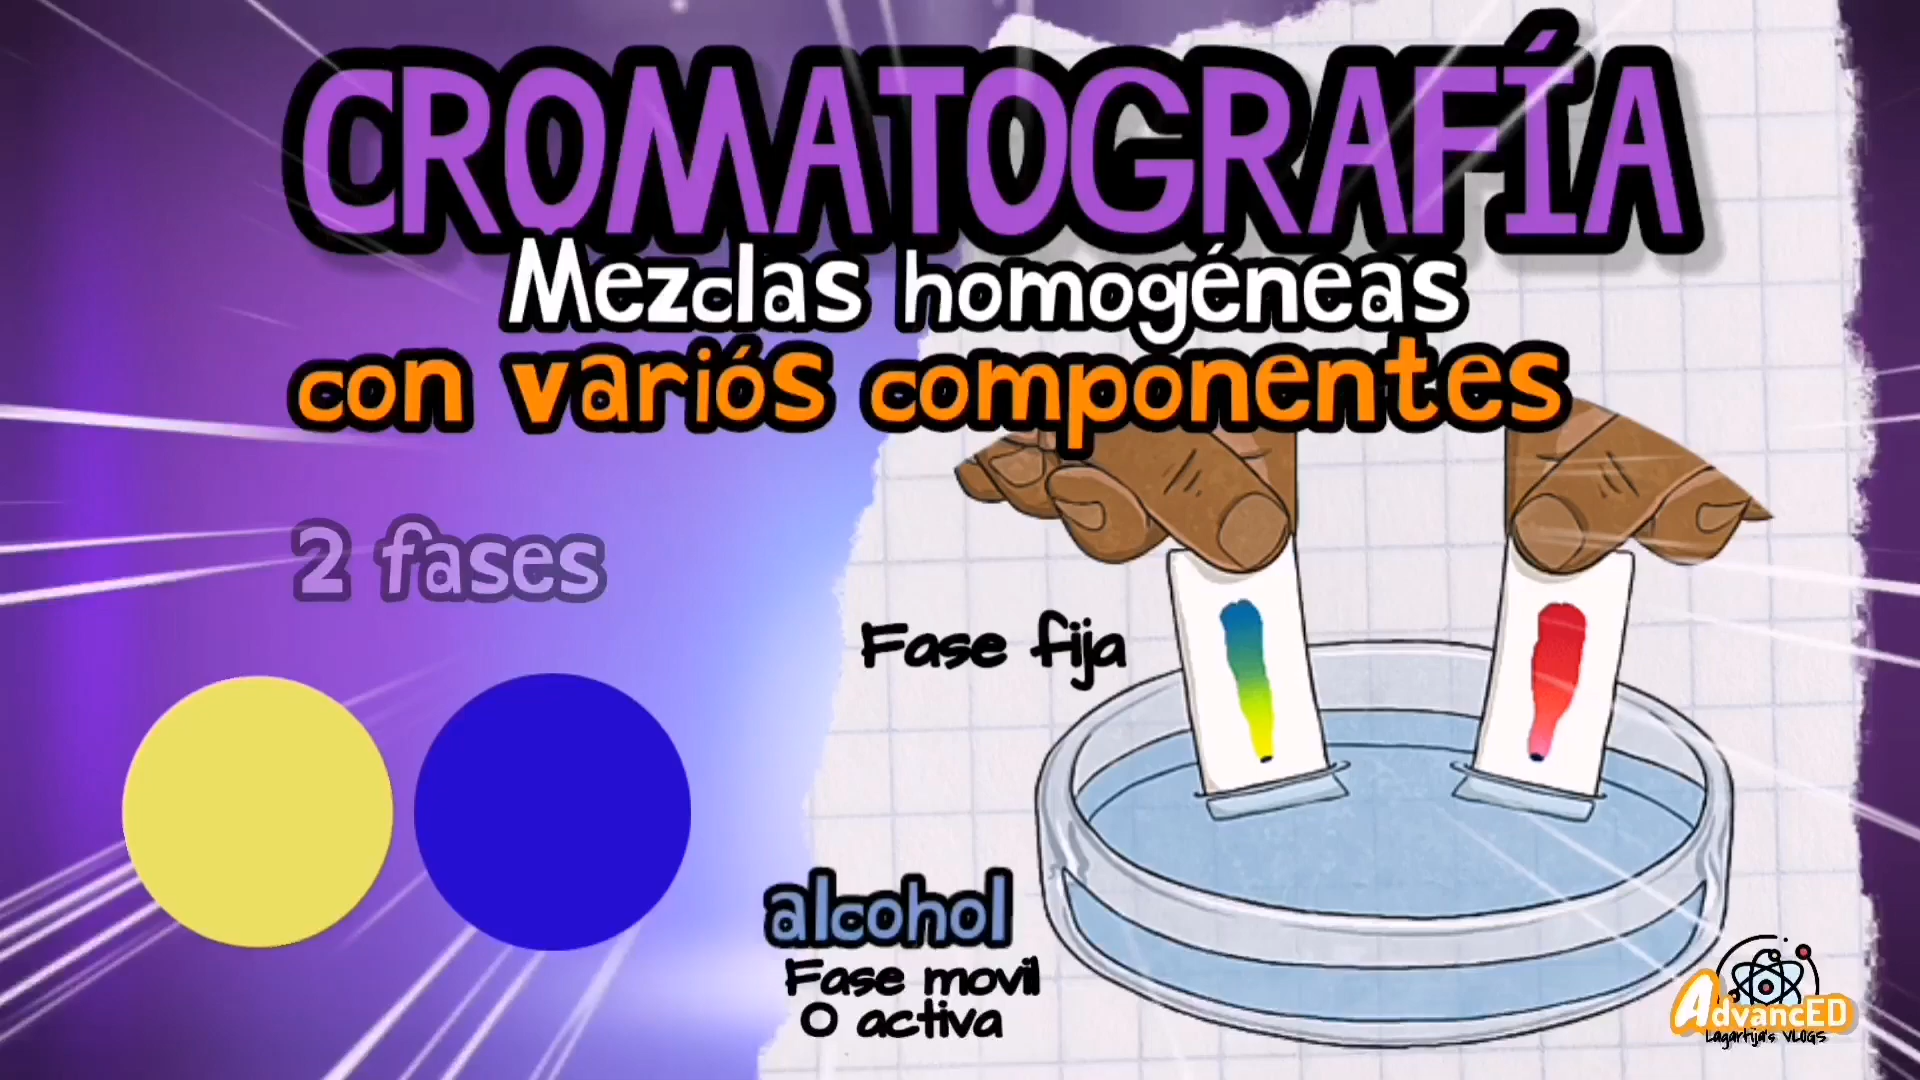 CROMATOGRAFÍA
Mezclas homogéneas
con variós componentes
2 fases
Fase fija
alcohol
Fase movil
O activa
AdvancED
Lagartija's VLOGS